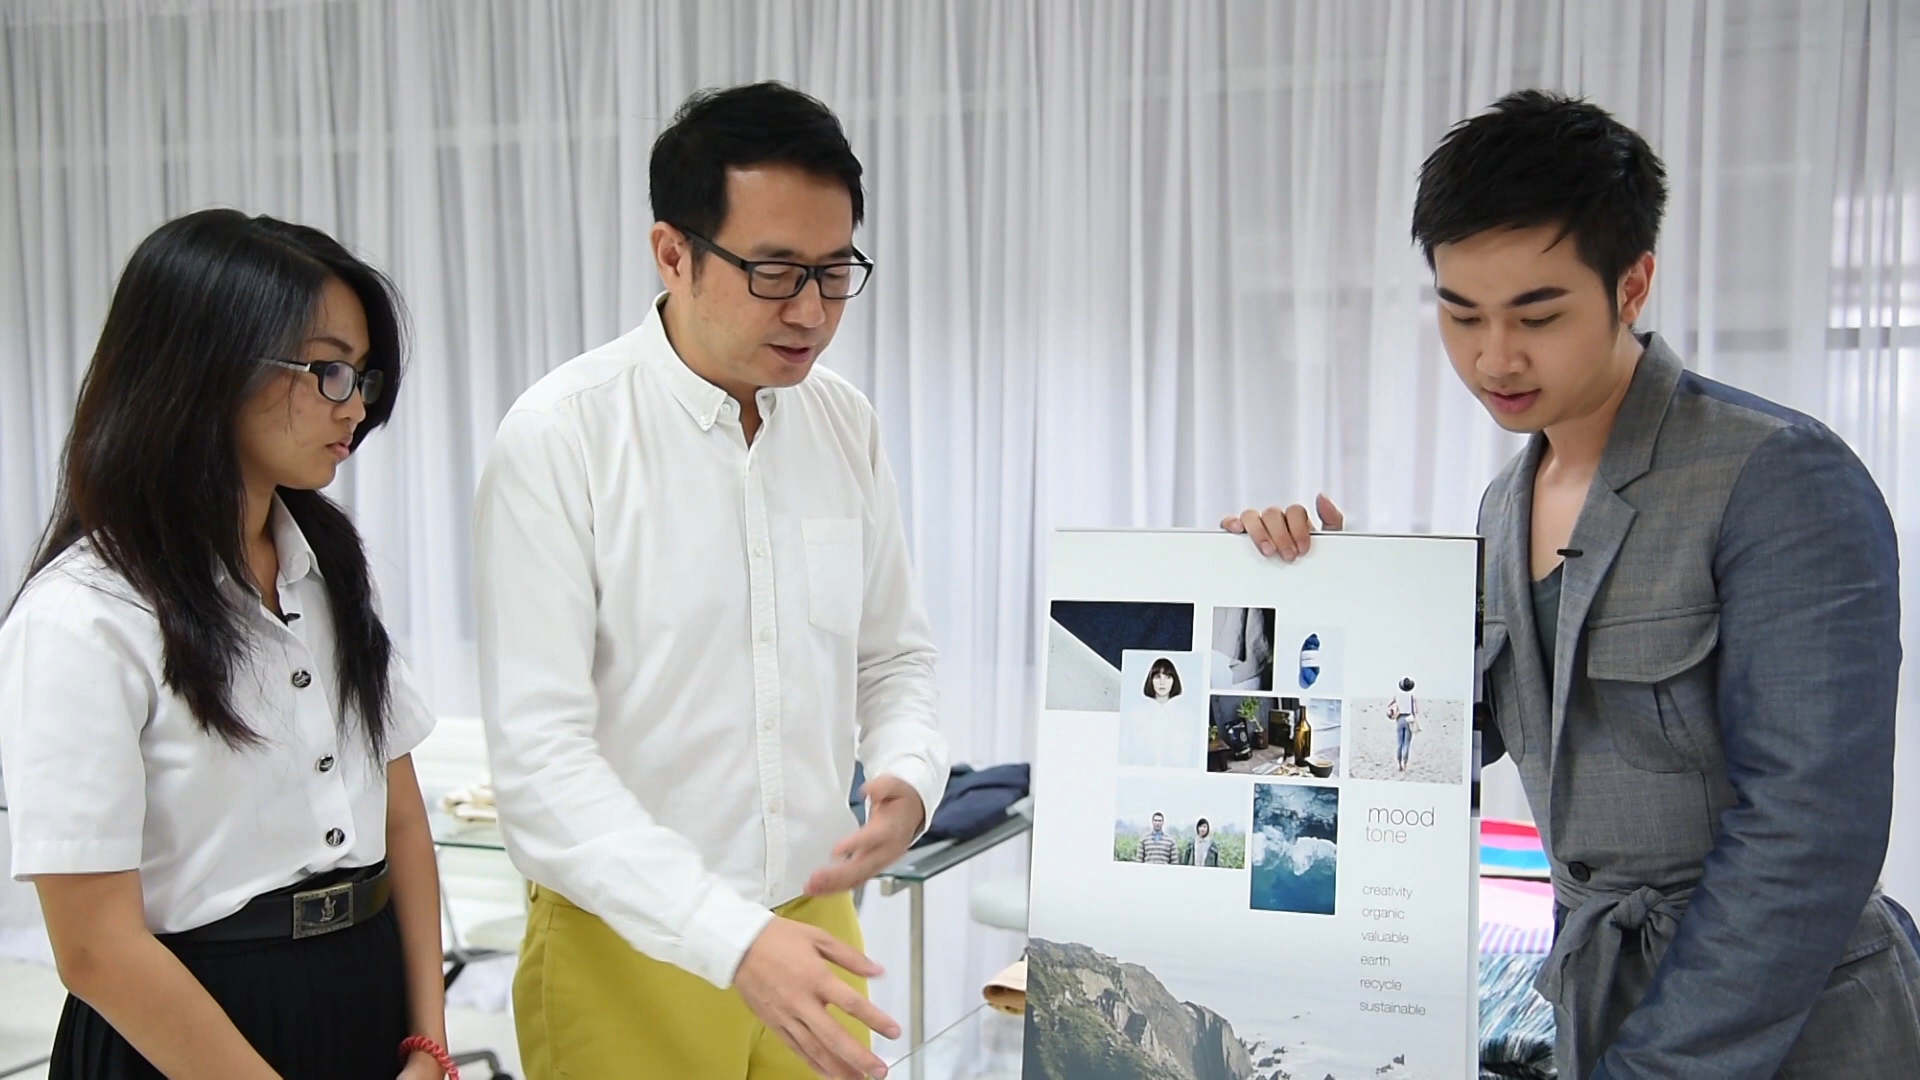 mood
tone
creativity
organic
valuable
earth
recycle
sustainable